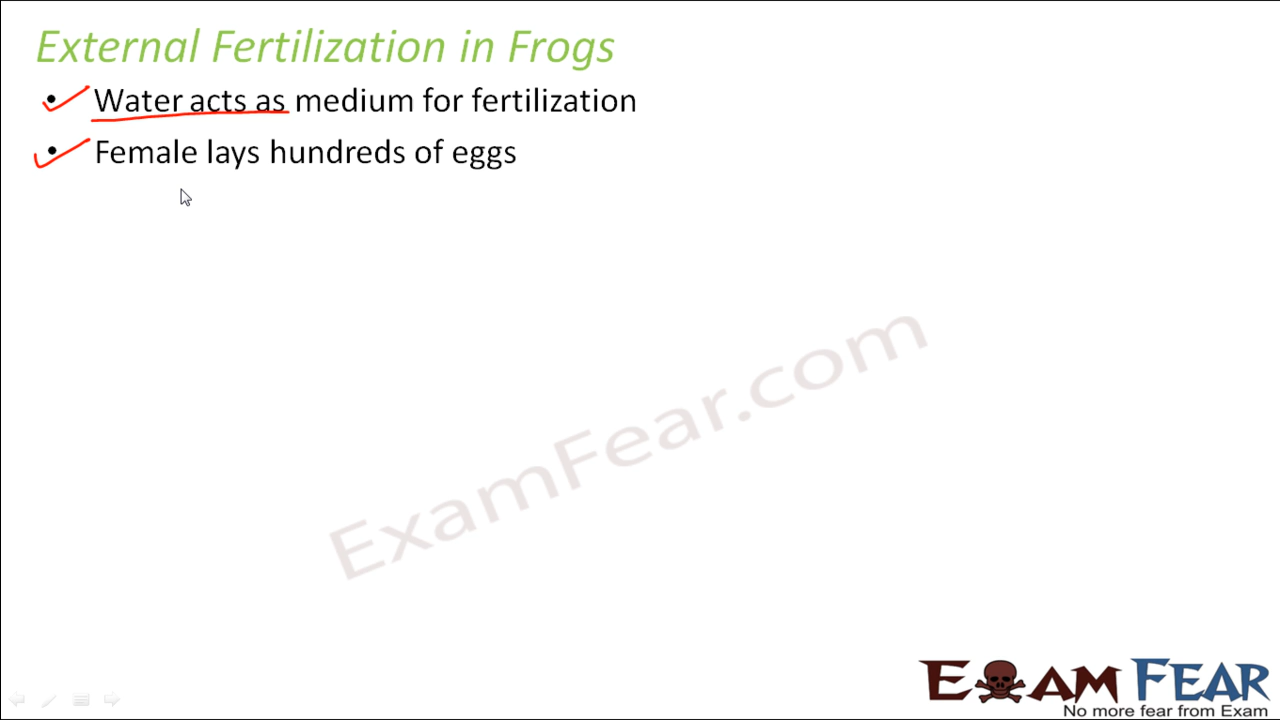 External Fertilization in Frogs
• Water acts as medium for fertilization
• Female lays hundreds of eggs
ExamFear.com
EXAM FEAR
No more fear from Exam